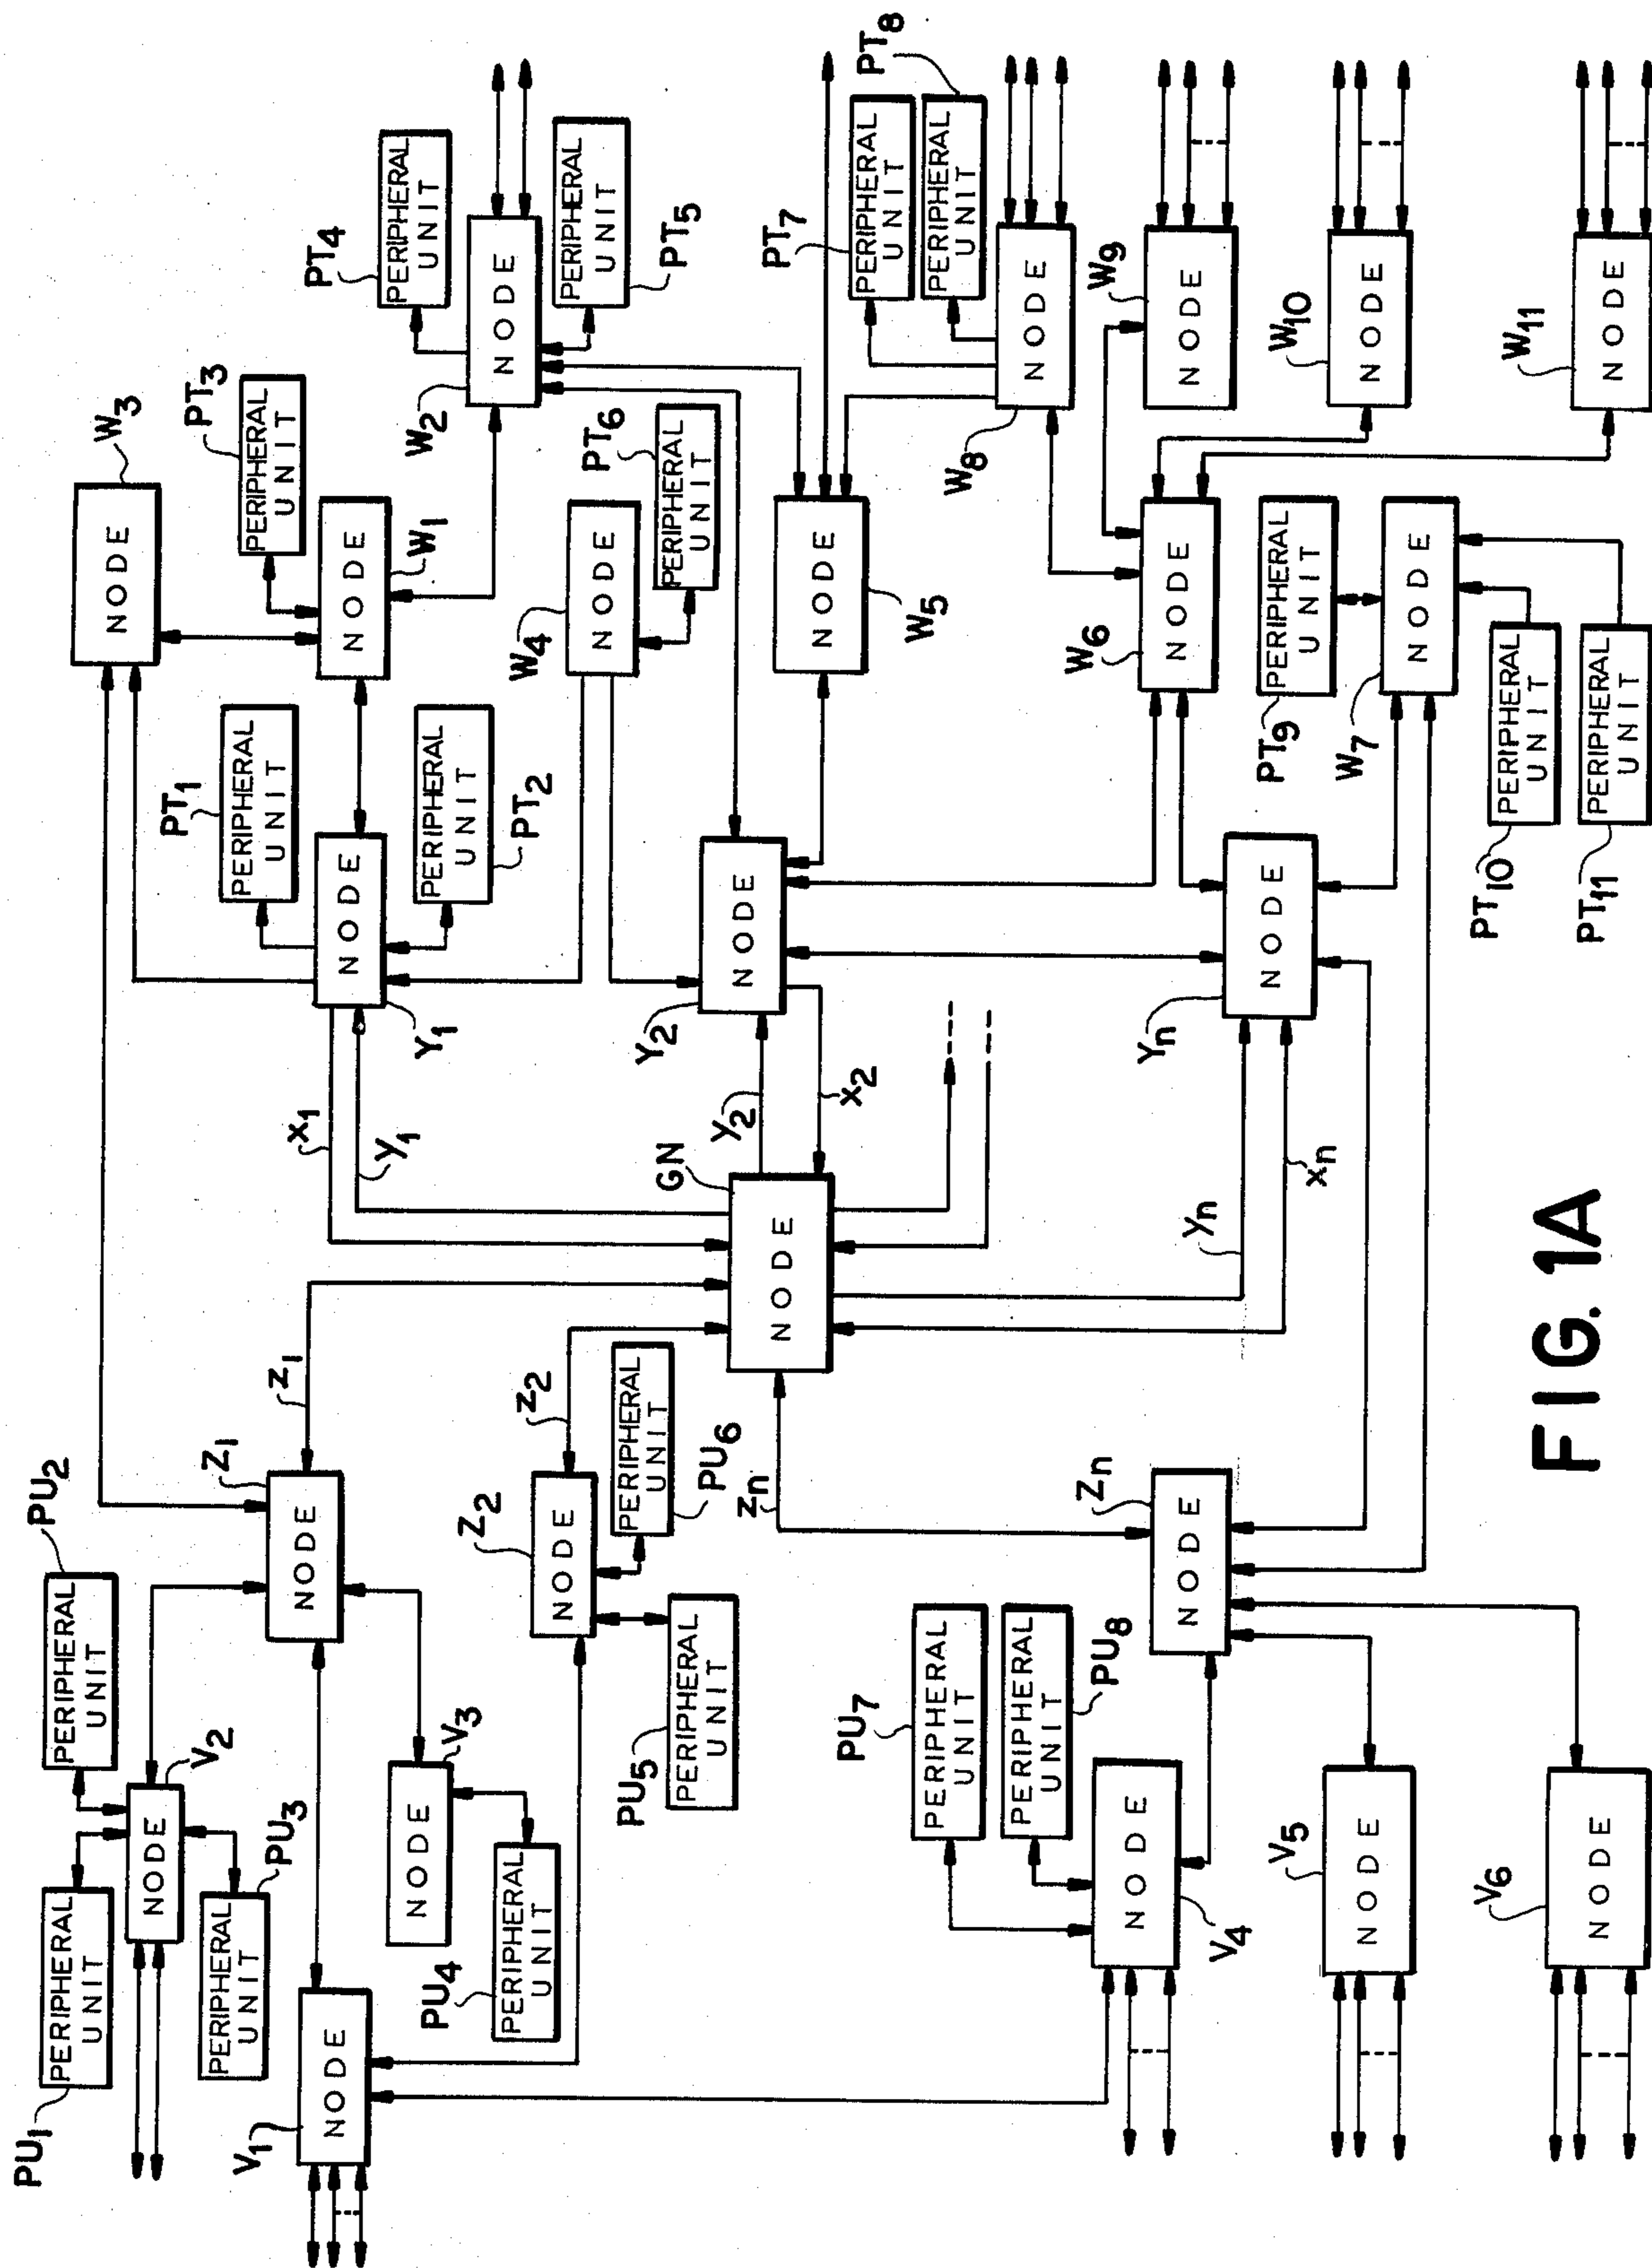 PU1
PERIPHERAL
UNIT
PU2
PERIPHERAL
UNIT
NODE
V2
PERIPHERAL
UNIT
PU3
V1
NODE
NODE
V3
PU4
PERIPHERAL
UNIT
NODE
Z1
z1
NODE
Z2
z2
PU5
PERIPHERAL
UNIT
PERIPHERAL
UNIT
PU6
PU7
PERIPHERAL
UNIT
PERIPHERAL
UNIT
PU8
NODE
V4
NODE
V5
NODE
V6
NODE
Zn
zn
NODE
GN
x1
y1
y2
x2
yn
xn
NODE
Y1
PT1
PERIPHERAL
UNIT
PERIPHERAL
UNIT
PT2
NODE
Y2
NODE
Yn
NODE
W3
PT3
PERIPHERAL
UNIT
NODE
W1
W4
NODE
PT6
PERIPHERAL
UNIT
W2
NODE
PT4
PERIPHERAL
UNIT
PERIPHERAL
UNIT
PT5
NODE
W5
PT7
PERIPHERAL
UNIT
PT8
PERIPHERAL
UNIT
W8
NODE
W6
NODE
W9
NODE
W10
NODE
W11
NODE
PT9
PERIPHERAL
UNIT
W7
NODE
PT10
PERIPHERAL
UNIT
PT11
PERIPHERAL
UNIT
FIG. 1A